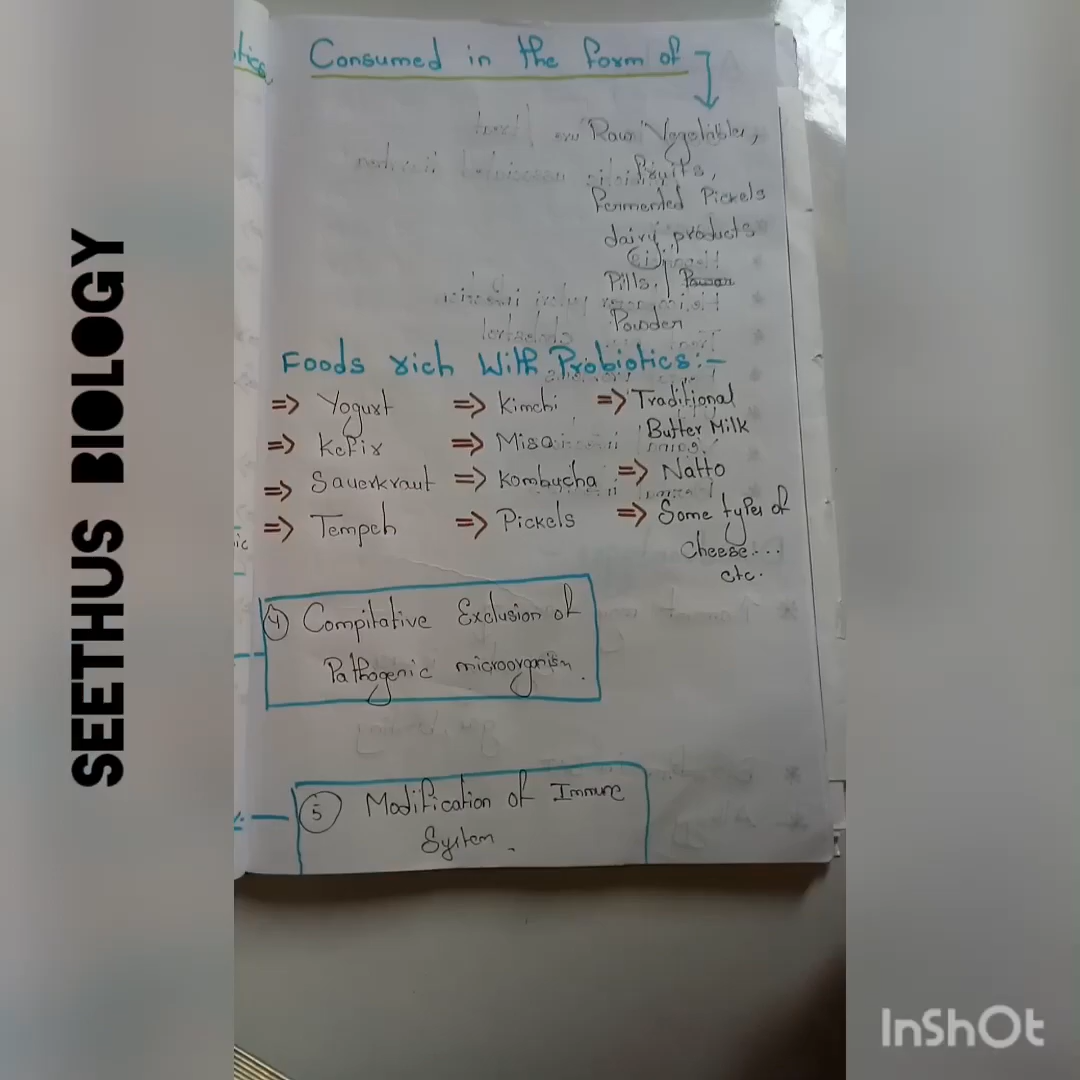 SEETHUS BIOLOGY
tics
Consumed in the form of
Raw Vegetables,
fruits,
Fermented Pickels
dairy products
Pills. /
Powder
Foods rich With Probiotics:-
=> Yogurt => Kimchi => Traditional
Butter Milk
=> Kefir => Miso
=> Sauerkraut => Kombucha => Natto
=> Tempeh => Pickels => Some types of
cheese....
etc.
ic
4 Compitative Exclusion of
Pathogenic microorganism.
5 Modification of Immune
System.
InShOt